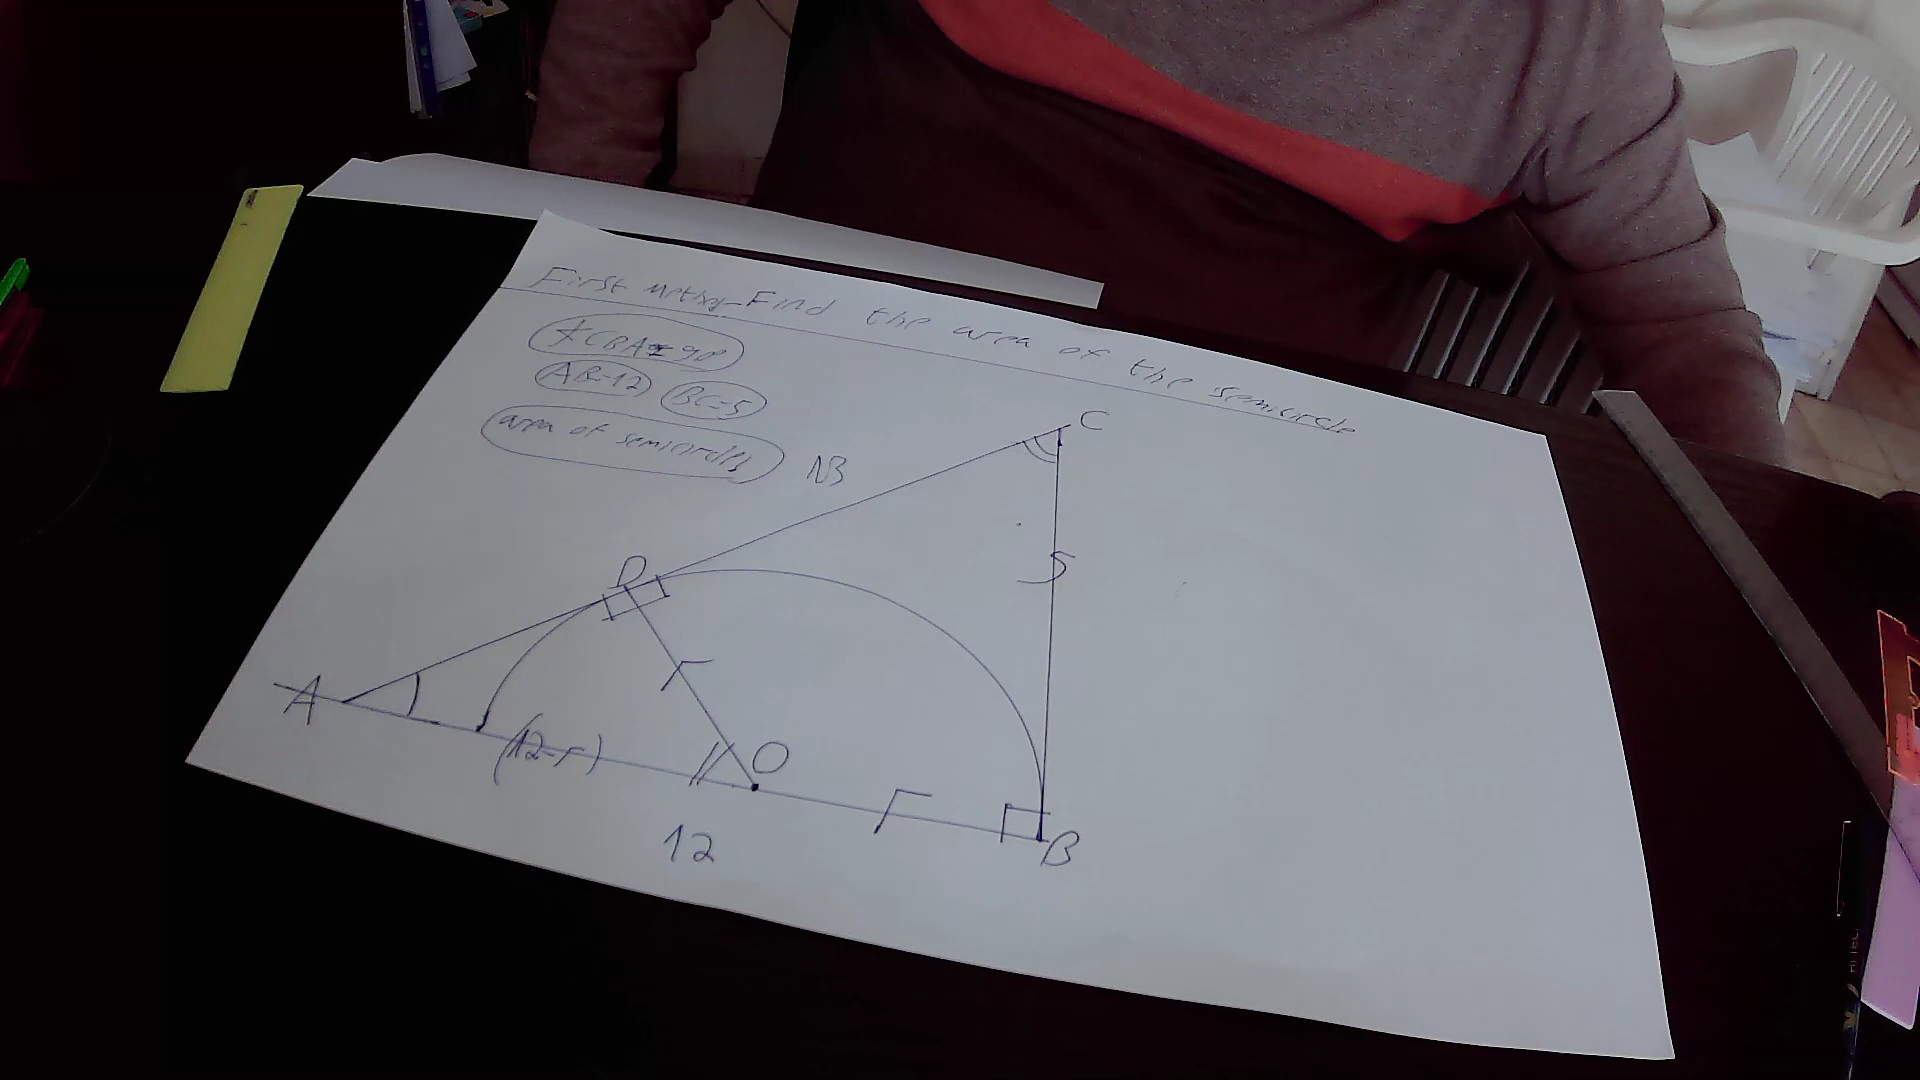 First method-Find the area of the semicircle
∡CBA=90°
AB=12 BC=5
area of semicircle?
13
C
D
5
r
A
(12-r)
O
r
B
12